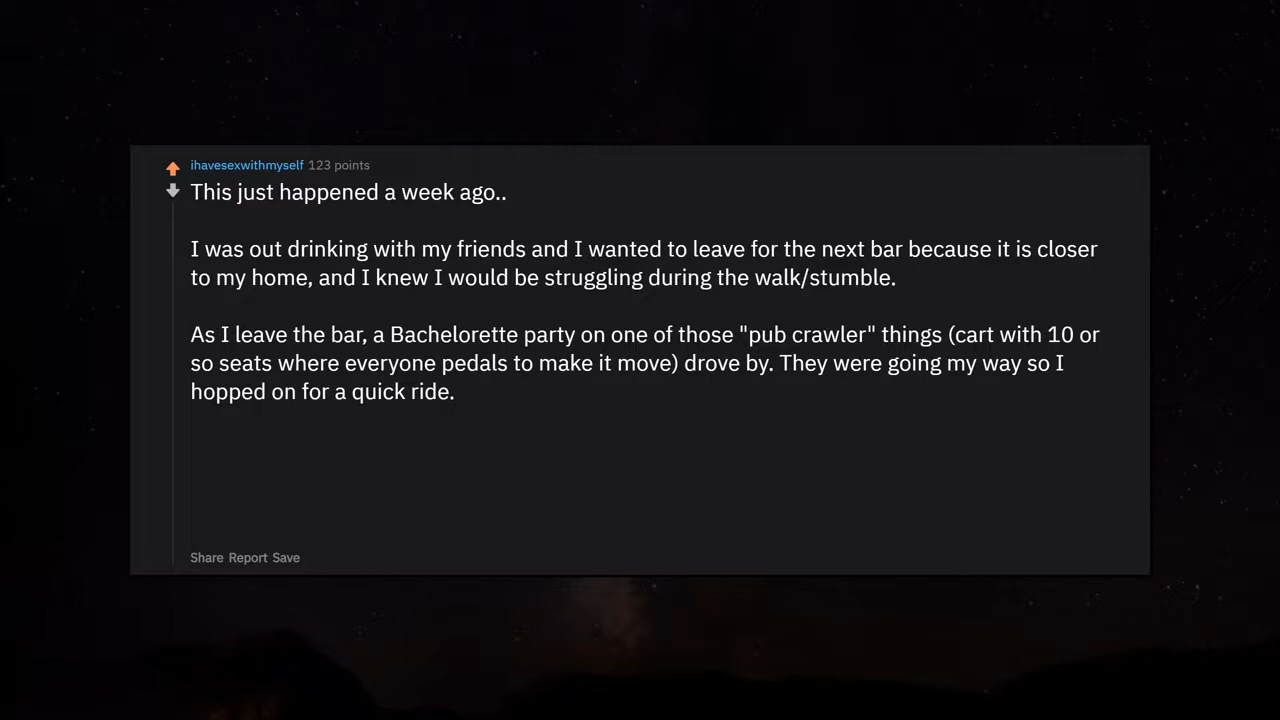 ihavesexwithmyself 123 points
This just happened a week ago..
I was out drinking with my friends and I wanted to leave for the next bar because it is closer
to my home, and I knew I would be struggling during the walk/stumble.
As I leave the bar, a Bachelorette party on one of those "pub crawler" things (cart with 10 or
so seats where everyone pedals to make it move) drove by. They were going my way so I
hopped on for a quick ride.
Share Report Save